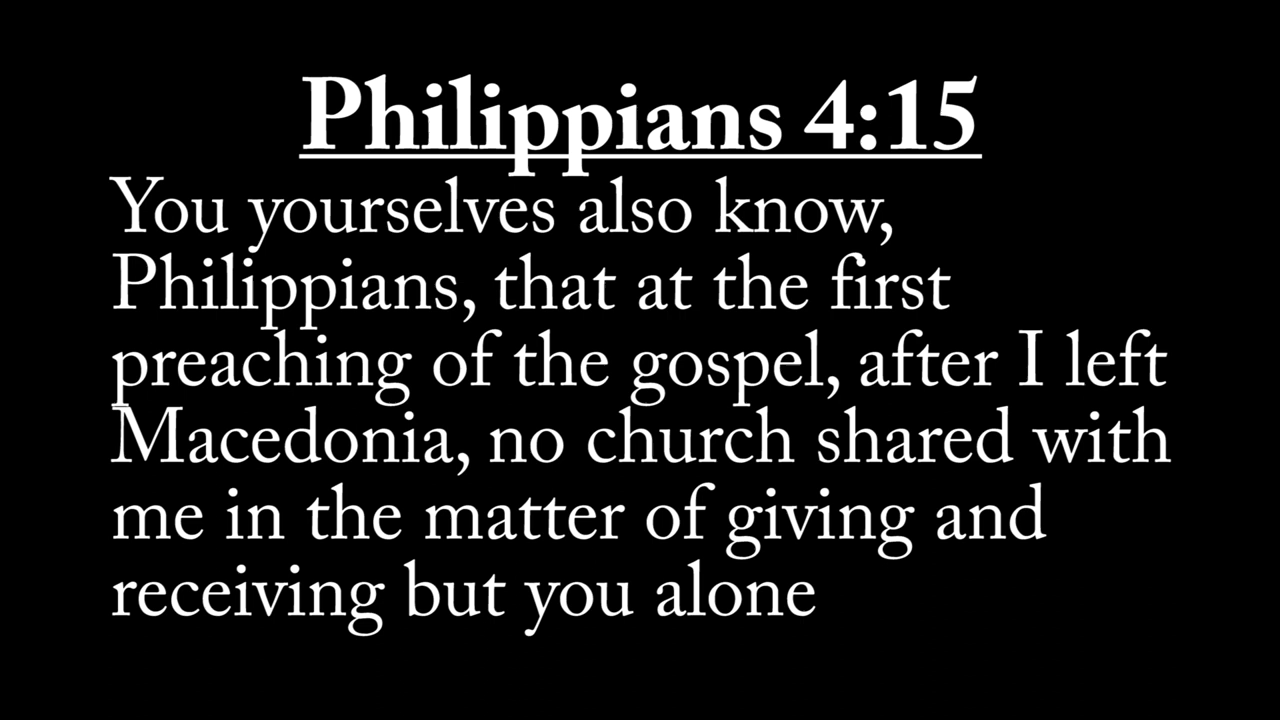 Philippians 4:15
You yourselves also know,
Philippians, that at the first
preaching of the gospel, after I left
Macedonia, no church shared with
me in the matter of giving and
receiving but you alone